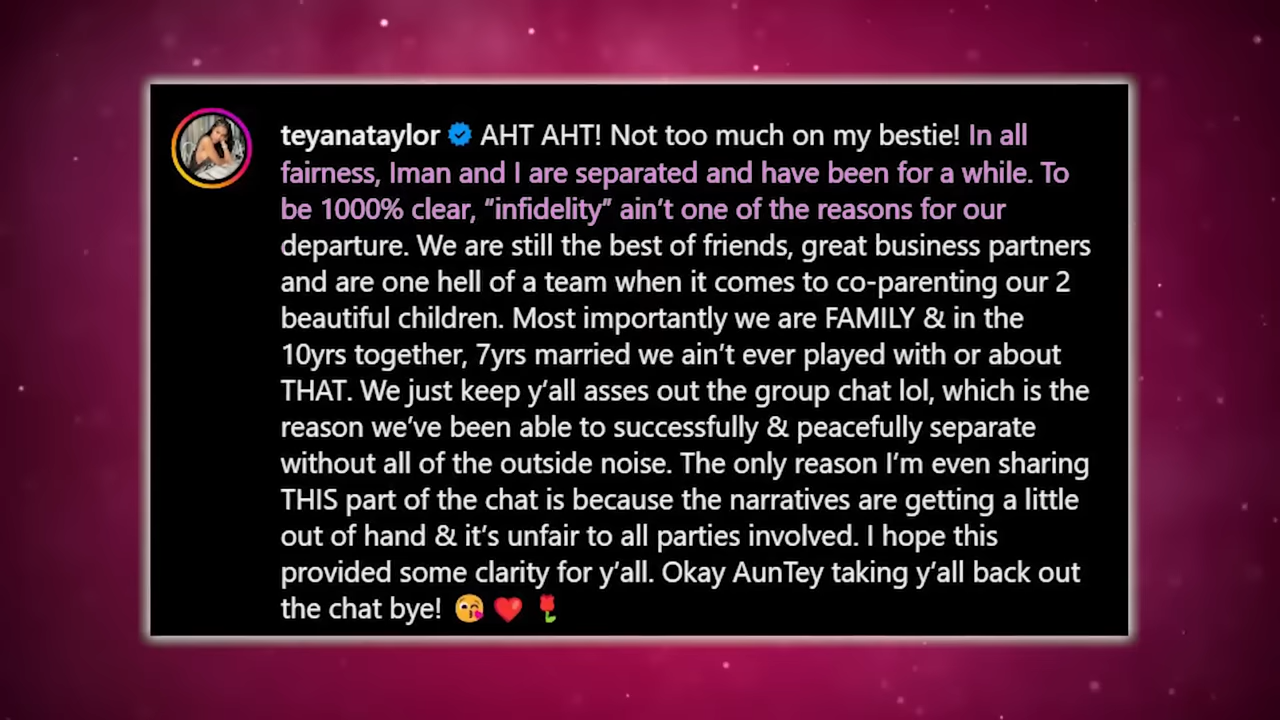 teyanataylor AHT AHT! Not too much on my bestie! In all
fairness, Iman and I are separated and have been for a while. To
be 1000% clear, “infidelity” ain’t one of the reasons for our
departure. We are still the best of friends, great business partners
and are one hell of a team when it comes to co-parenting our 2
beautiful children. Most importantly we are FAMILY & in the
10yrs together, 7yrs married we ain’t ever played with or about
THAT. We just keep y’all asses out the group chat lol, which is the
reason we’ve been able to successfully & peacefully separate
without all of the outside noise. The only reason I’m even sharing
THIS part of the chat is because the narratives are getting a little
out of hand & it’s unfair to all parties involved. I hope this
provided some clarity for y’all. Okay AunTey taking y’all back out
the chat bye! 😘 ❤️ 🌷